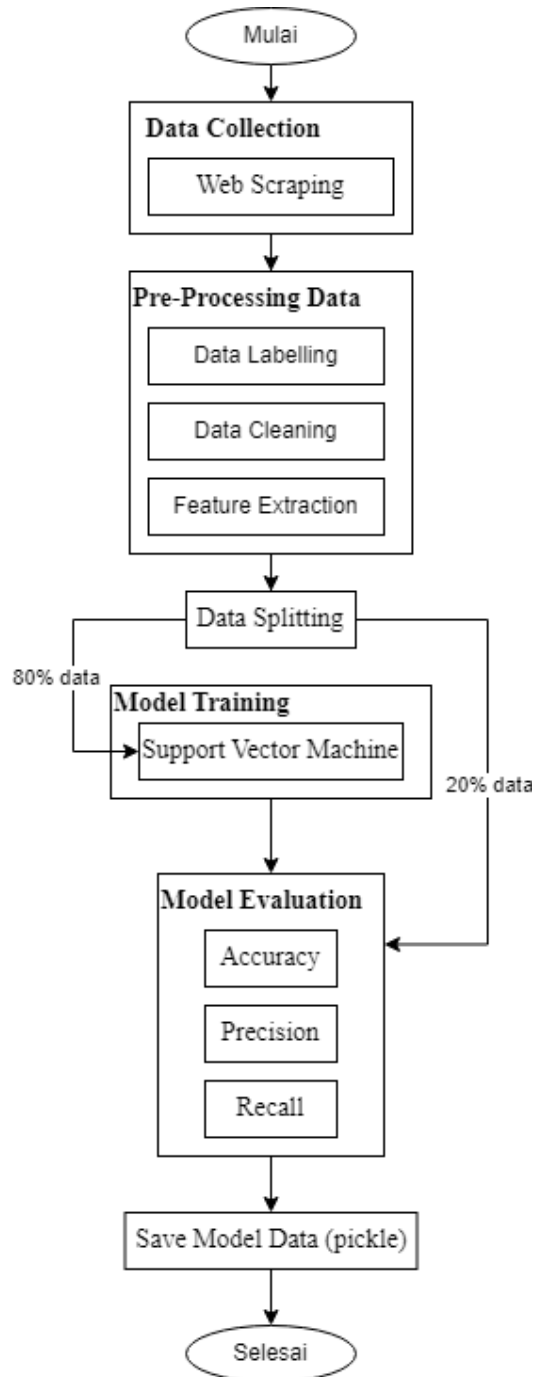 Mulai
Data Collection
Web Scraping
Pre-Processing Data
Data Labelling
Data Cleaning
Feature Extraction
Data Splitting
80% data
Model Training
Support Vector Machine
20% data
Model Evaluation
Accuracy
Precision
Recall
Save Model Data (pickle)
Selesai